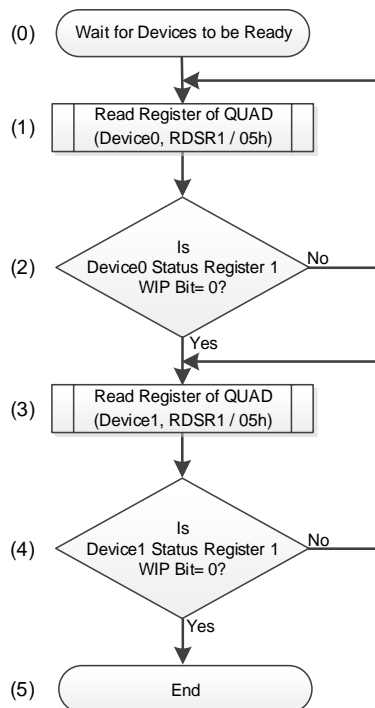 (0)
Wait for Devices to be Ready
(1)
Read Register of QUAD
(Device0, RDSR1 / 05h)
(2)
Is
Device0 Status Register 1
WIP Bit= 0?
No
Yes
(3)
Read Register of QUAD
(Device1, RDSR1 / 05h)
(4)
Is
Device1 Status Register 1
WIP Bit= 0?
No
Yes
(5)
End